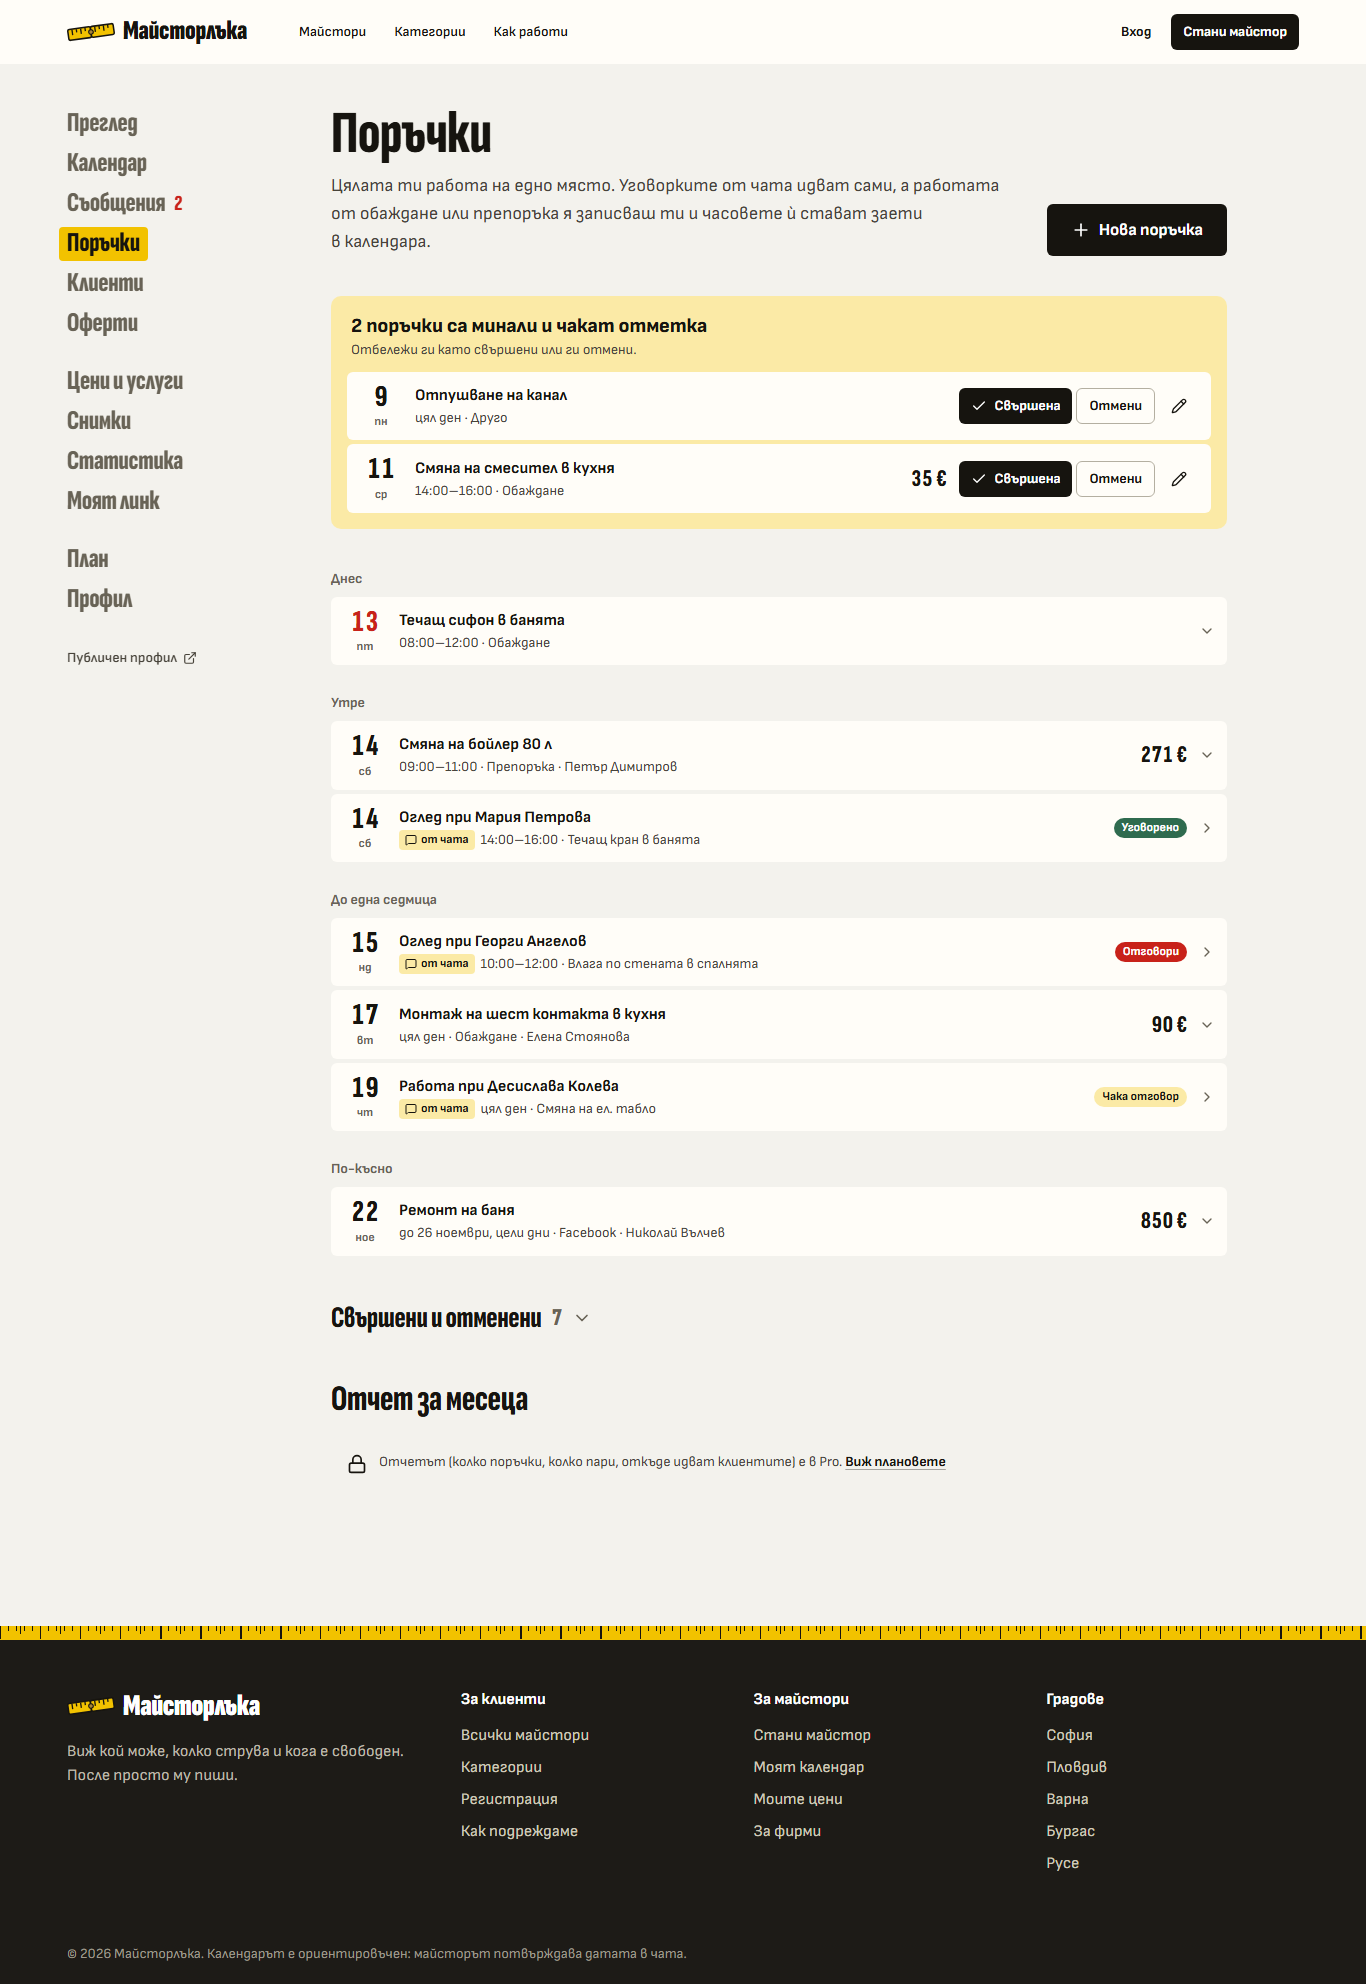 Майсторлъка
Майстори
Категории
Как работи
Вход
Стани майстор
Преглед
Календар
Съобщения 2
Поръчки
Клиенти
Оферти
Цени и услуги
Снимки
Статистика
Моят линк
План
Профил
Публичен профил
Поръчки
Цялата ти работа на едно място. Уговорките от чата идват сами, а работата
от обаждане или препоръка я записваш ти и часовете ѝ стават заети
в календара.
Нова поръчка
2 поръчки са минали и чакат отметка
Отбележи ги като свършени или ги отмени.
9
пн
Отпушване на канал
цял ден · Друго
Свършена
Отмени
11
ср
Смяна на смесител в кухня
14:00–16:00 · Обаждане
35 €
Свършена
Отмени
Днес
13
пт
Течащ сифон в банята
08:00–12:00 · Обаждане
Утре
14
сб
Смяна на бойлер 80 л
09:00–11:00 · Препоръка · Петър Димитров
271 €
14
сб
Оглед при Мария Петрова
от чата 14:00–16:00 · Течащ кран в банята
Уговорено
До една седмица
15
нд
Оглед при Георги Ангелов
от чата 10:00–12:00 · Влага по стената в спалнята
Отговори
17
вт
Монтаж на шест контакта в кухня
цял ден · Обаждане · Елена Стоянова
90 €
19
чт
Работа при Десислава Колева
от чата цял ден · Смяна на ел. табло
Чака отговор
По-късно
22
ное
Ремонт на баня
до 26 ноември, цели дни · Facebook · Николай Вълчев
850 €
Свършени и отменени 7
Отчет за месеца
Отчетът (колко поръчки, колко пари, откъде идват клиентите) е в Pro. Виж плановете
Майсторлъка
Виж кой може, колко струва и кога е свободен.
После просто му пиши.
За клиенти
Всички майстори
Категории
Регистрация
Как подреждаме
За майстори
Стани майстор
Моят календар
Моите цени
За фирми
Градове
София
Пловдив
Варна
Бургас
Русе
© 2026 Майсторлъка. Календарът е ориентировъчен: майсторът потвърждава датата в чата.